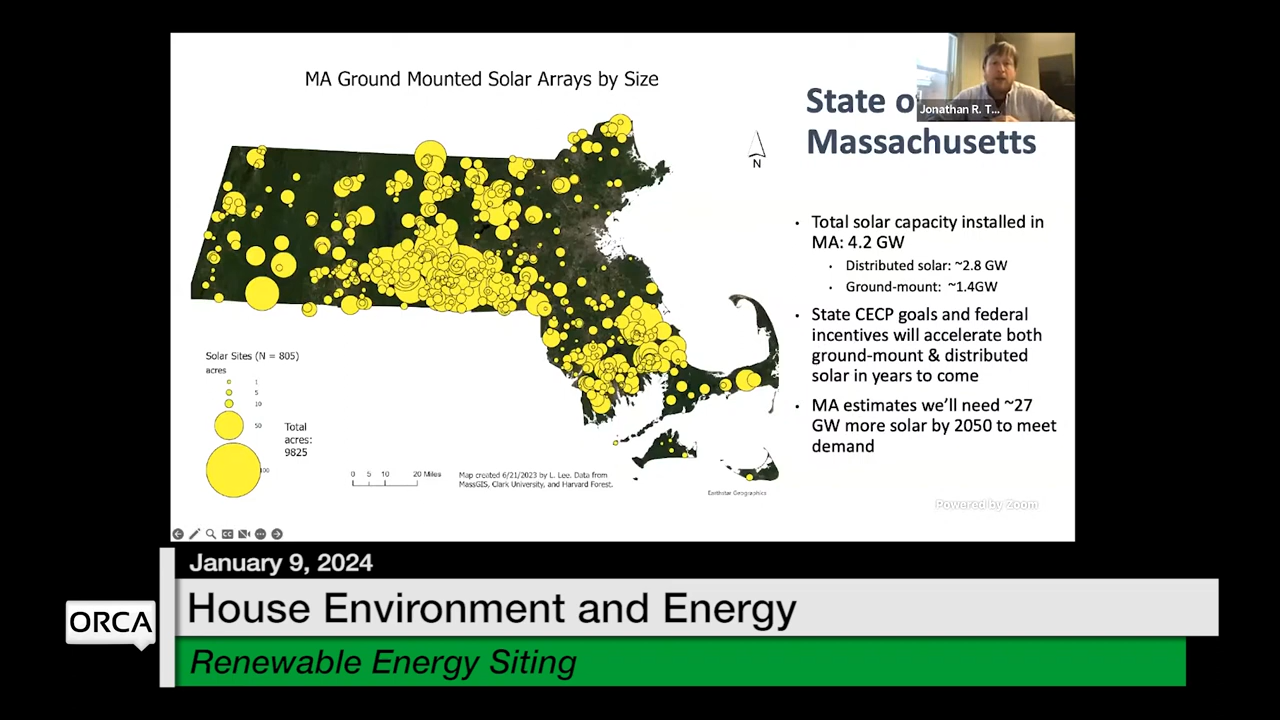 MA Ground Mounted Solar Arrays by Size
State o
Massachusetts
Jonathan R. T...
N
• Total solar capacity installed in
MA: 4.2 GW
• Distributed solar: ~2.8 GW
• Ground-mount: ~1.4GW
• State CECP goals and federal
incentives will accelerate both
ground-mount & distributed
solar in years to come
• MA estimates we'll need ~27
GW more solar by 2050 to meet
demand
Solar Sites (N = 805)
acres
1
5
10
50
100
Total
acres:
9825
0 5 10 20 Miles
Map created 6/21/2023 by L. Lee. Data from
MassGIS, Clark University, and Harvard Forest.
Earthstar Geographics
Powered by Zoom
CC
January 9, 2024
House Environment and Energy
ORCA
Renewable Energy Siting